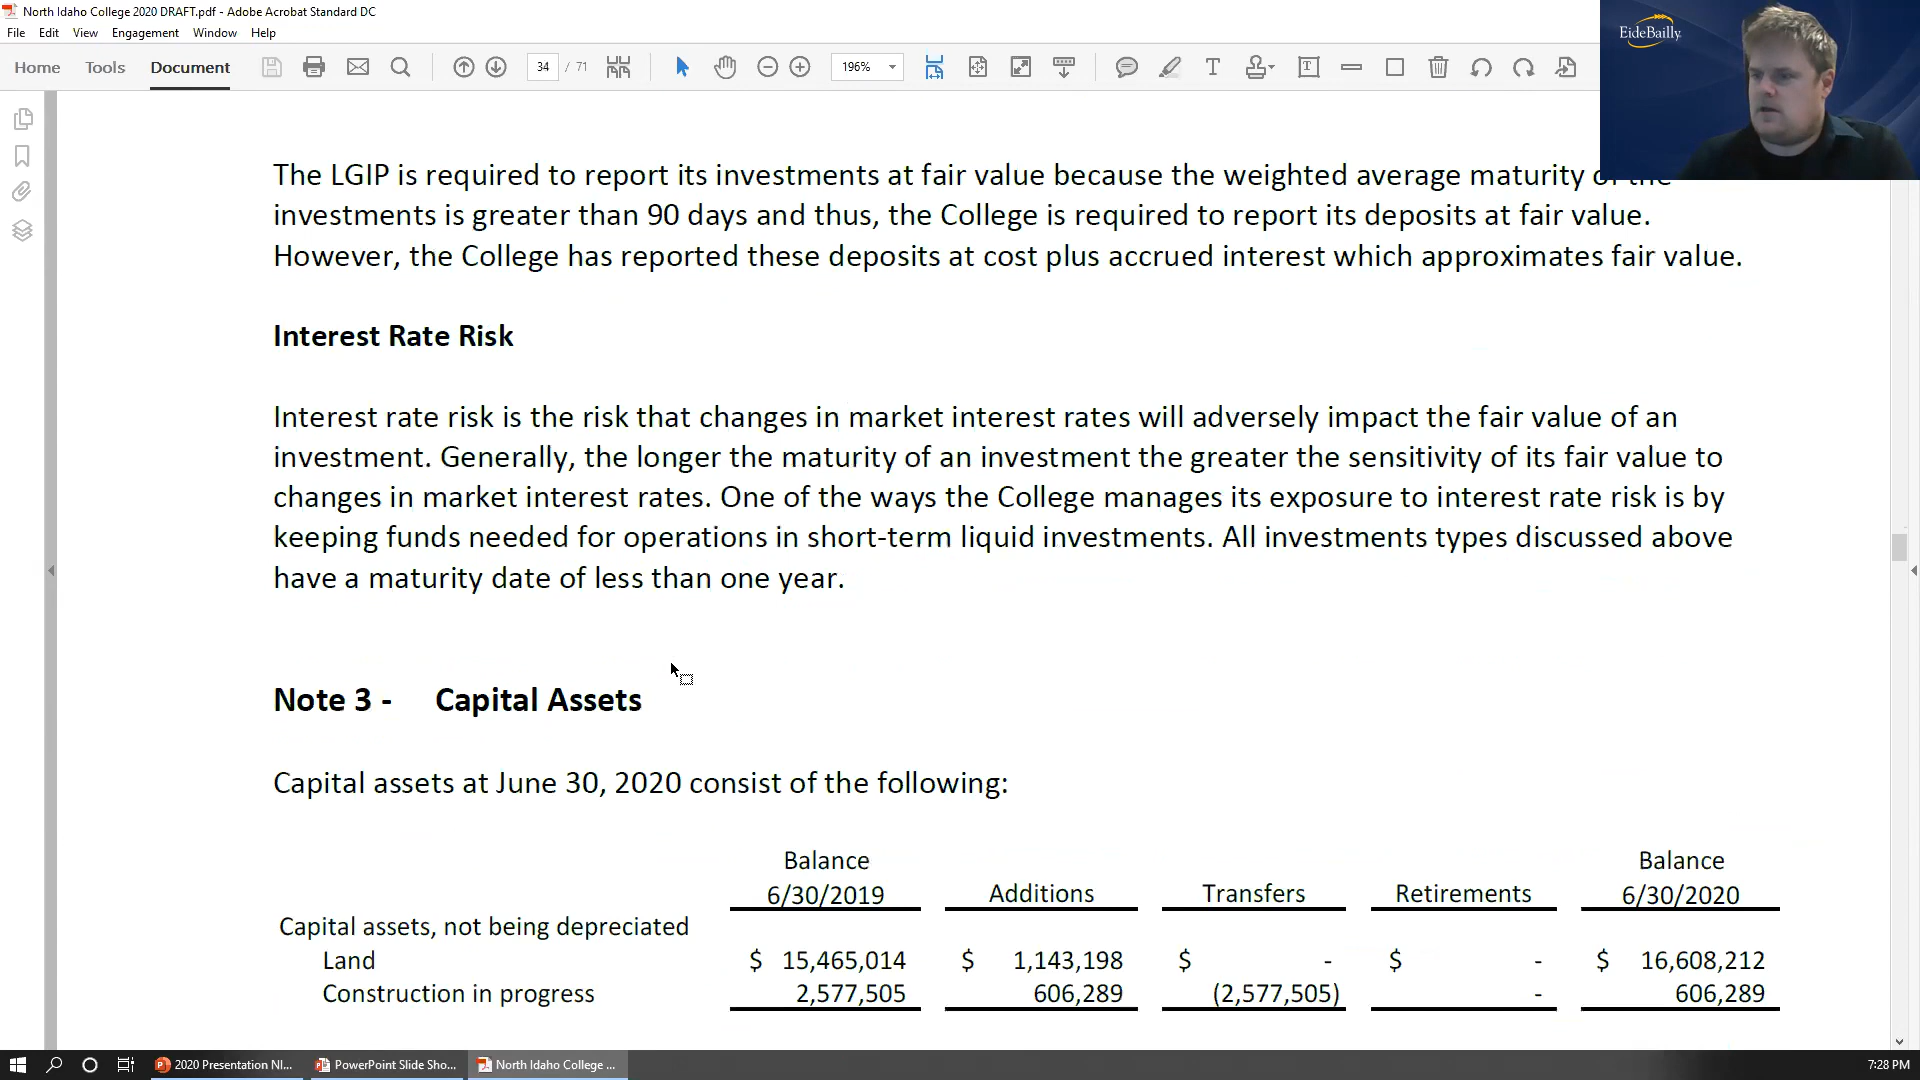 North Idaho College 2020 DRAFT.pdf - Adobe Acrobat Standard DC
File Edit View Engagement Window Help
EideBailly
Home Tools Document 34 / 71 196%
The LGIP is required to report its investments at fair value because the weighted average maturity of the
investments is greater than 90 days and thus, the College is required to report its deposits at fair value.
However, the College has reported these deposits at cost plus accrued interest which approximates fair value.
Interest Rate Risk
Interest rate risk is the risk that changes in market interest rates will adversely impact the fair value of an
investment. Generally, the longer the maturity of an investment the greater the sensitivity of its fair value to
changes in market interest rates. One of the ways the College manages its exposure to interest rate risk is by
keeping funds needed for operations in short-term liquid investments. All investments types discussed above
have a maturity date of less than one year.
Note 3 - Capital Assets
Capital assets at June 30, 2020 consist of the following:
Balance Balance
6/30/2019 Additions Transfers Retirements 6/30/2020
Capital assets, not being depreciated
Land $ 15,465,014 $ 1,143,198 $ - $ - $ 16,608,212
Construction in progress 2,577,505 606,289 (2,577,505) - 606,289
2020 Presentation NI... PowerPoint Slide Sho... North Idaho College ... 7:28 PM